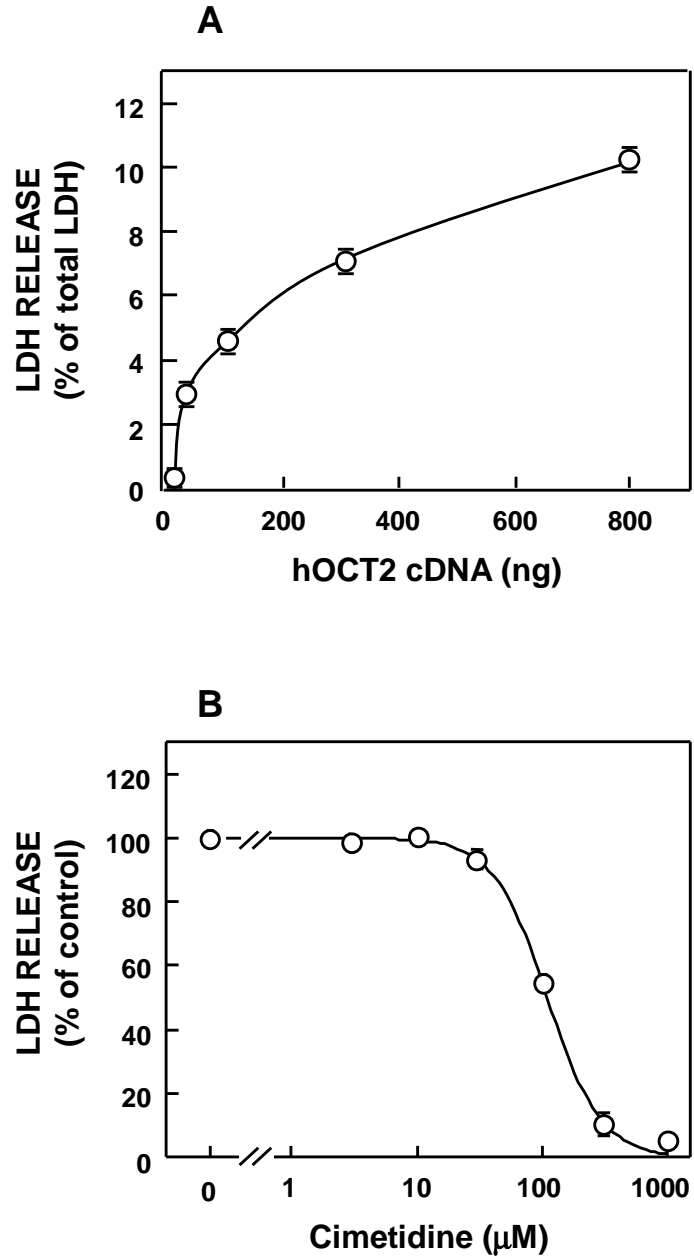 A
LDH RELEASE
(% of total LDH)
12
10
8
6
4
2
0
0 200 400 600 800
hOCT2 cDNA (ng)
B
LDH RELEASE
(% of control)
120
100
80
60
40
20
0
0 1 10 100 1000
Cimetidine (μM)